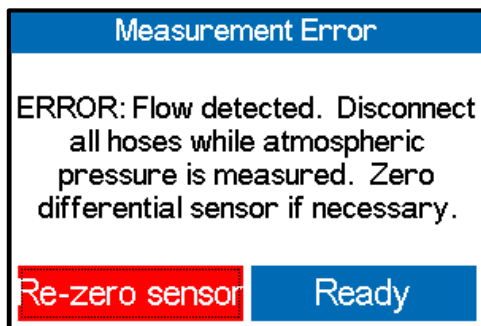 Measurement Error
ERROR: Flow detected.  Disconnect
all hoses while atmospheric
pressure is measured.  Zero
differential sensor if necessary.
Re-zero sensor
Ready